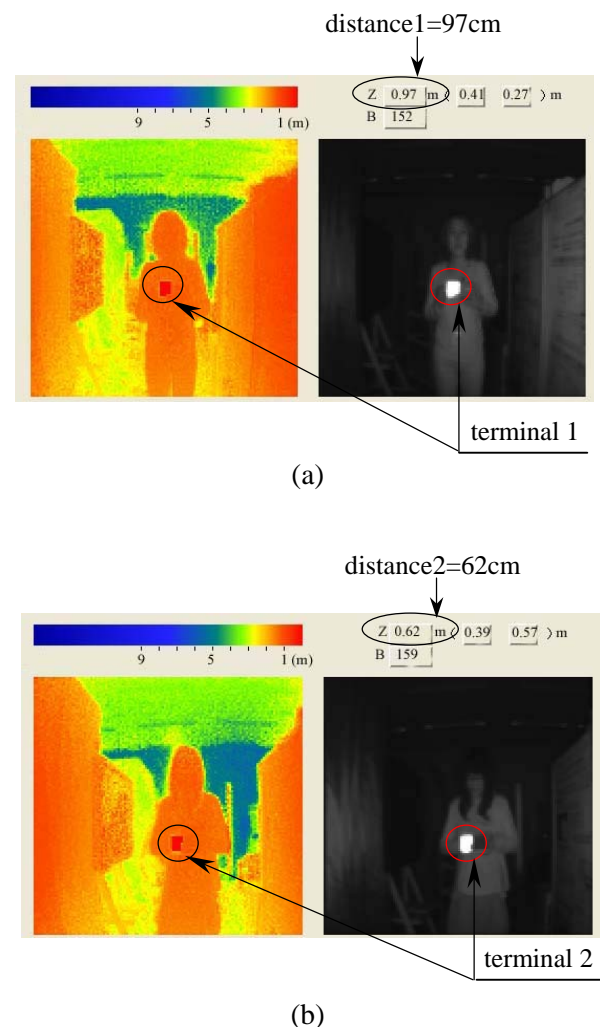 distance1=97cm
Z 0.97 m ( 0.41 0.27 ) m
9 5 1 (m)
B 152
terminal 1
(a)
distance2=62cm
Z 0.62 m ( 0.39 0.57 ) m
9 5 1 (m)
B 159
terminal 2
(b)